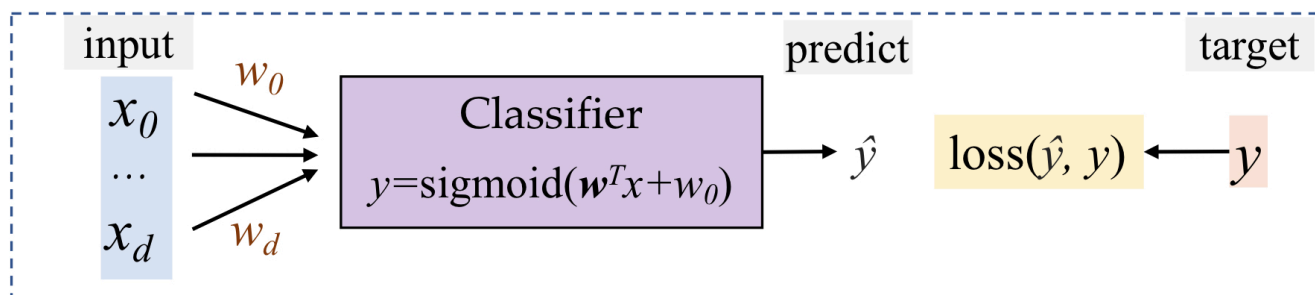 input
predict
target
w0
x0
...
xd
wd
Classifier
y=sigmoid(wTx+w0)
ŷ
loss(ŷ, y)
y